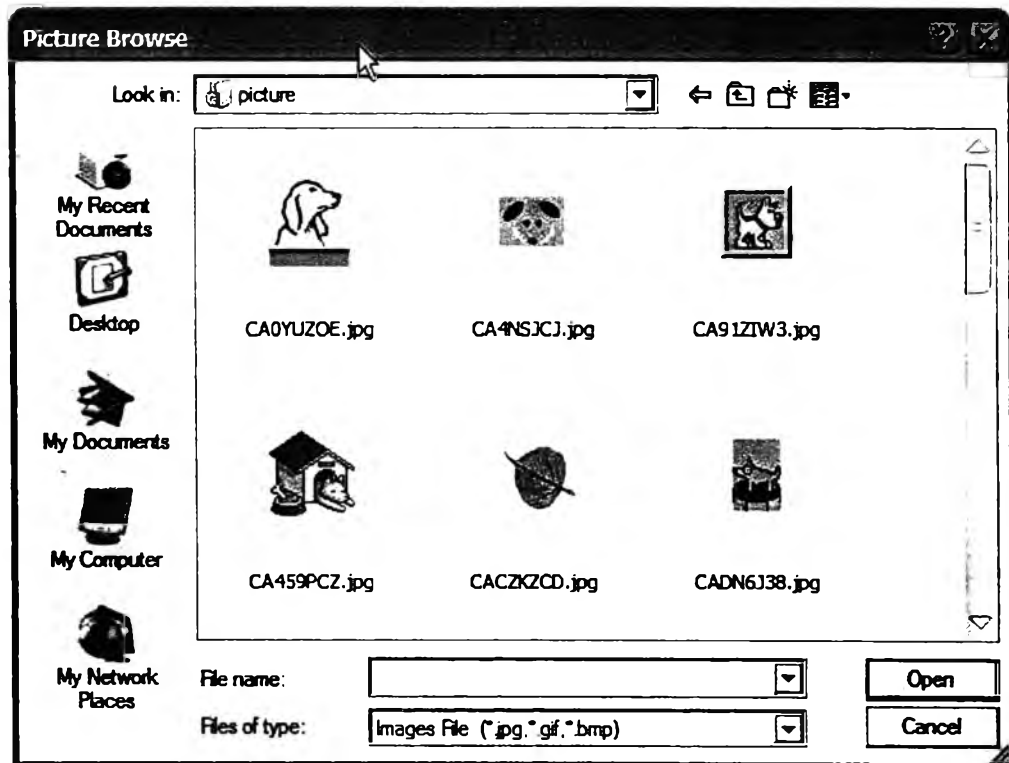 Picture Browse
Look in: picture
My Recent
Documents
Desktop
My Documents
My Computer
My Network
Places
CA0YUZOE.jpg CA4NSJCJ.jpg CA91ZIW3.jpg
CA459PCZ.jpg CACZKZCD.jpg CADN6J38.jpg
File name: Open
Files of type: Images File (*.jpg,*.gif,*.bmp) Cancel